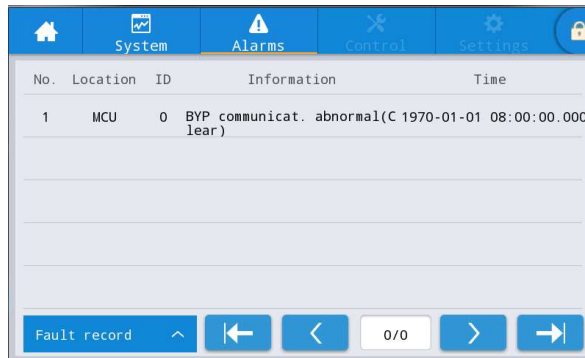 System Alarms Control Settings
No. Location ID Information Time
1 MCU 0 BYP communicat. abnormal(C 1970-01-01 08:00:00.000
lear)
Fault record 0/0